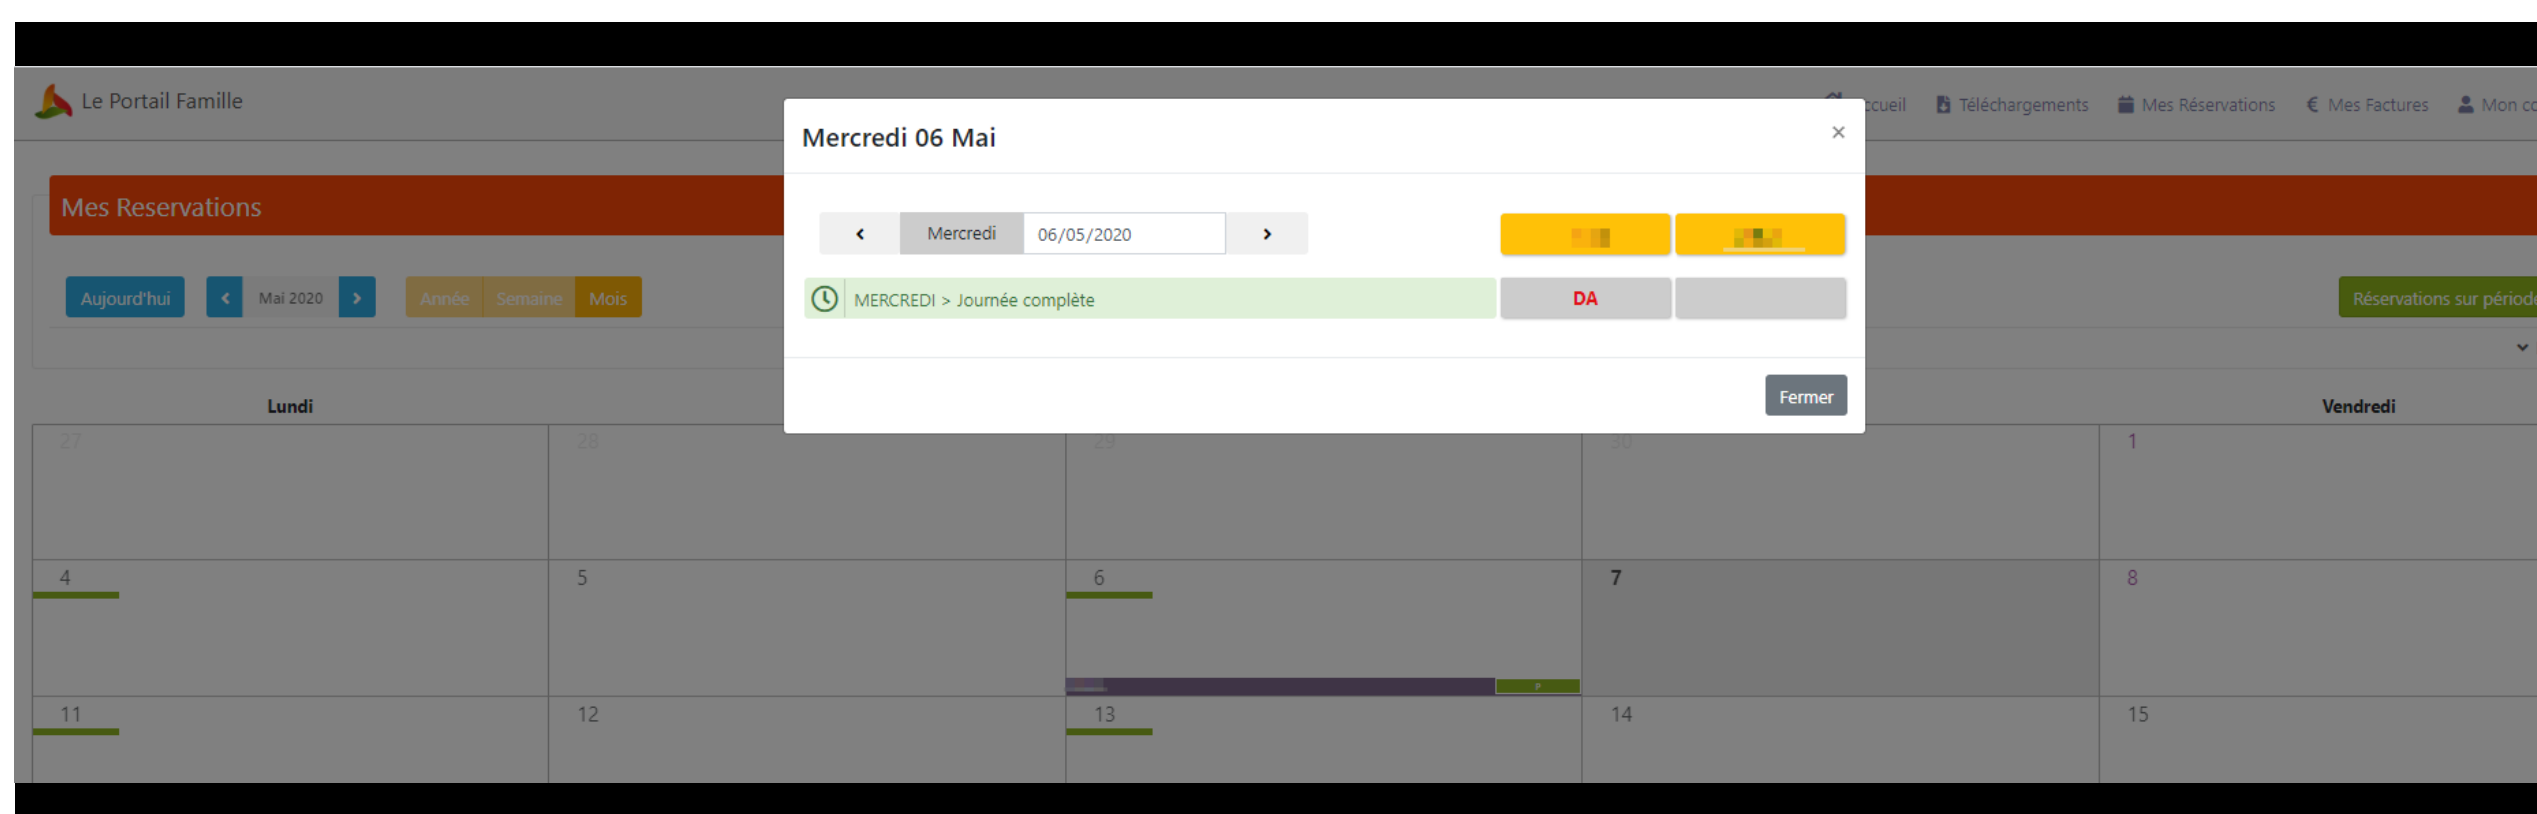 Le Portail Famille
ccueil Téléchargements Mes Réservations € Mes Factures Mon co
Mercredi 06 Mai ×
Mes Reservations
Mercredi 06/05/2020
Aujourd'hui Mai 2020 Année Semaine Mois
MERCREDI > Journée complète DA
Réservations sur période
Fermer
Lundi Vendredi
27 28 29 30 1
4 5 6 7 8
P
11 12 13 14 15